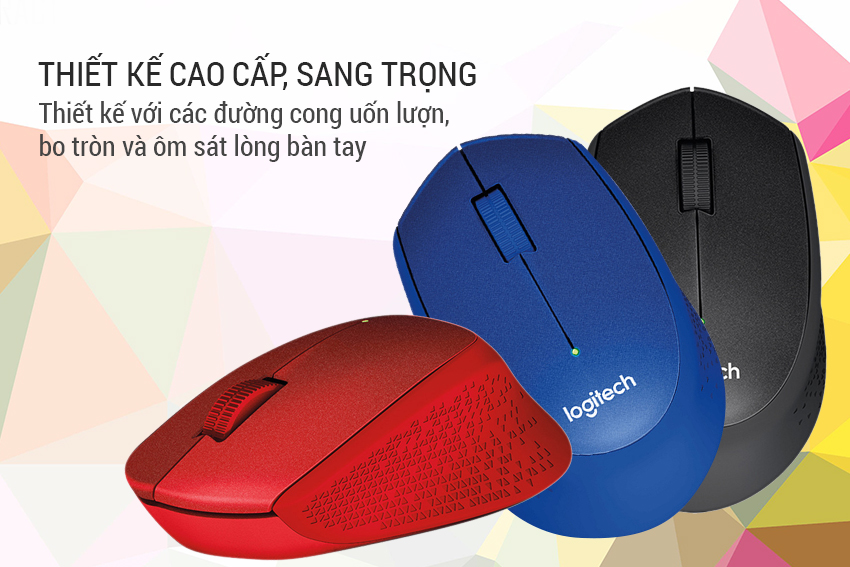 THIẾT KẾ CAO CẤP, SANG TRỌNG
Thiết kế với các đường cong uốn lượn,
bo tròn và ôm sát lòng bàn tay
logitech
ch